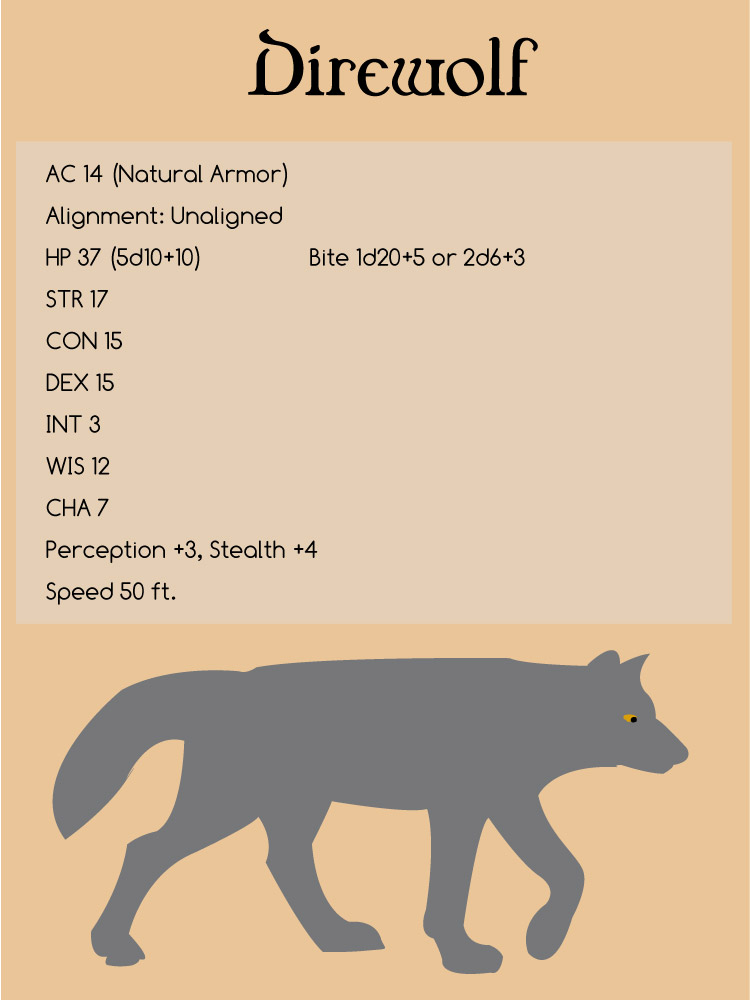 Direwolf
AC 14 (Natural Armor)
Alignment: Unaligned
HP 37 (5d10+10) Bite 1d20+5 or 2d6+3
STR 17
CON 15
DEX 15
INT 3
WIS 12
CHA 7
Perception +3, Stealth +4
Speed 50 ft.